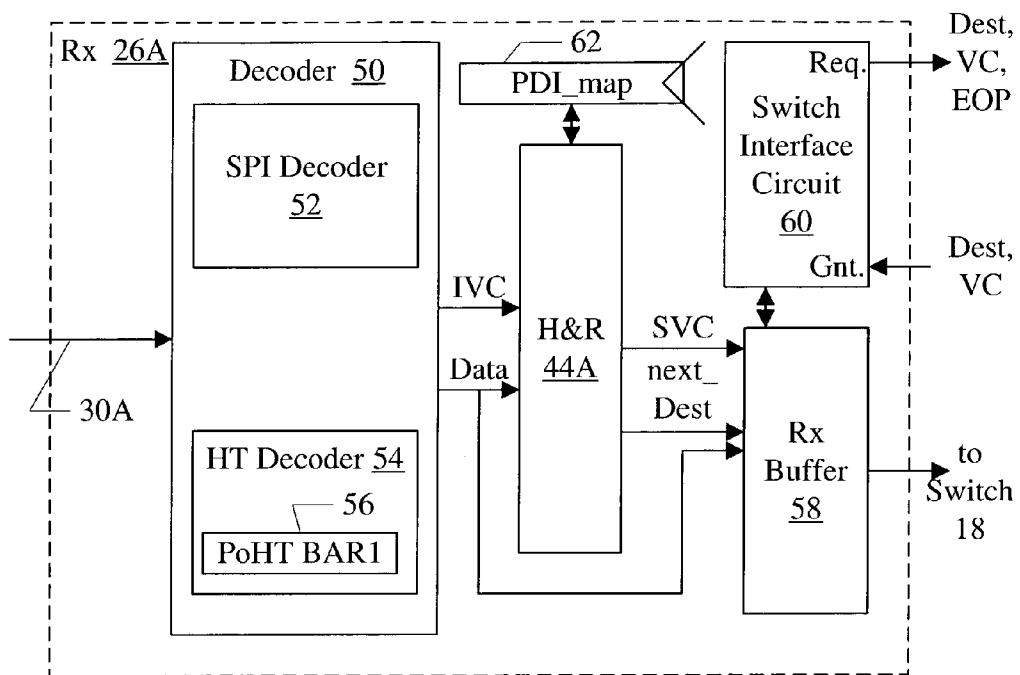 Rx 26A
Decoder 50
SPI Decoder
52
HT Decoder 54
56
PoHT BAR1
30A
IVC
Data
62
PDI_map
H&R
44A
SVC
next_
Dest
Req.
Switch
Interface
Circuit
60
Gnt.
Rx
Buffer
58
Dest,
VC,
EOP
Dest,
VC
to
Switch
18